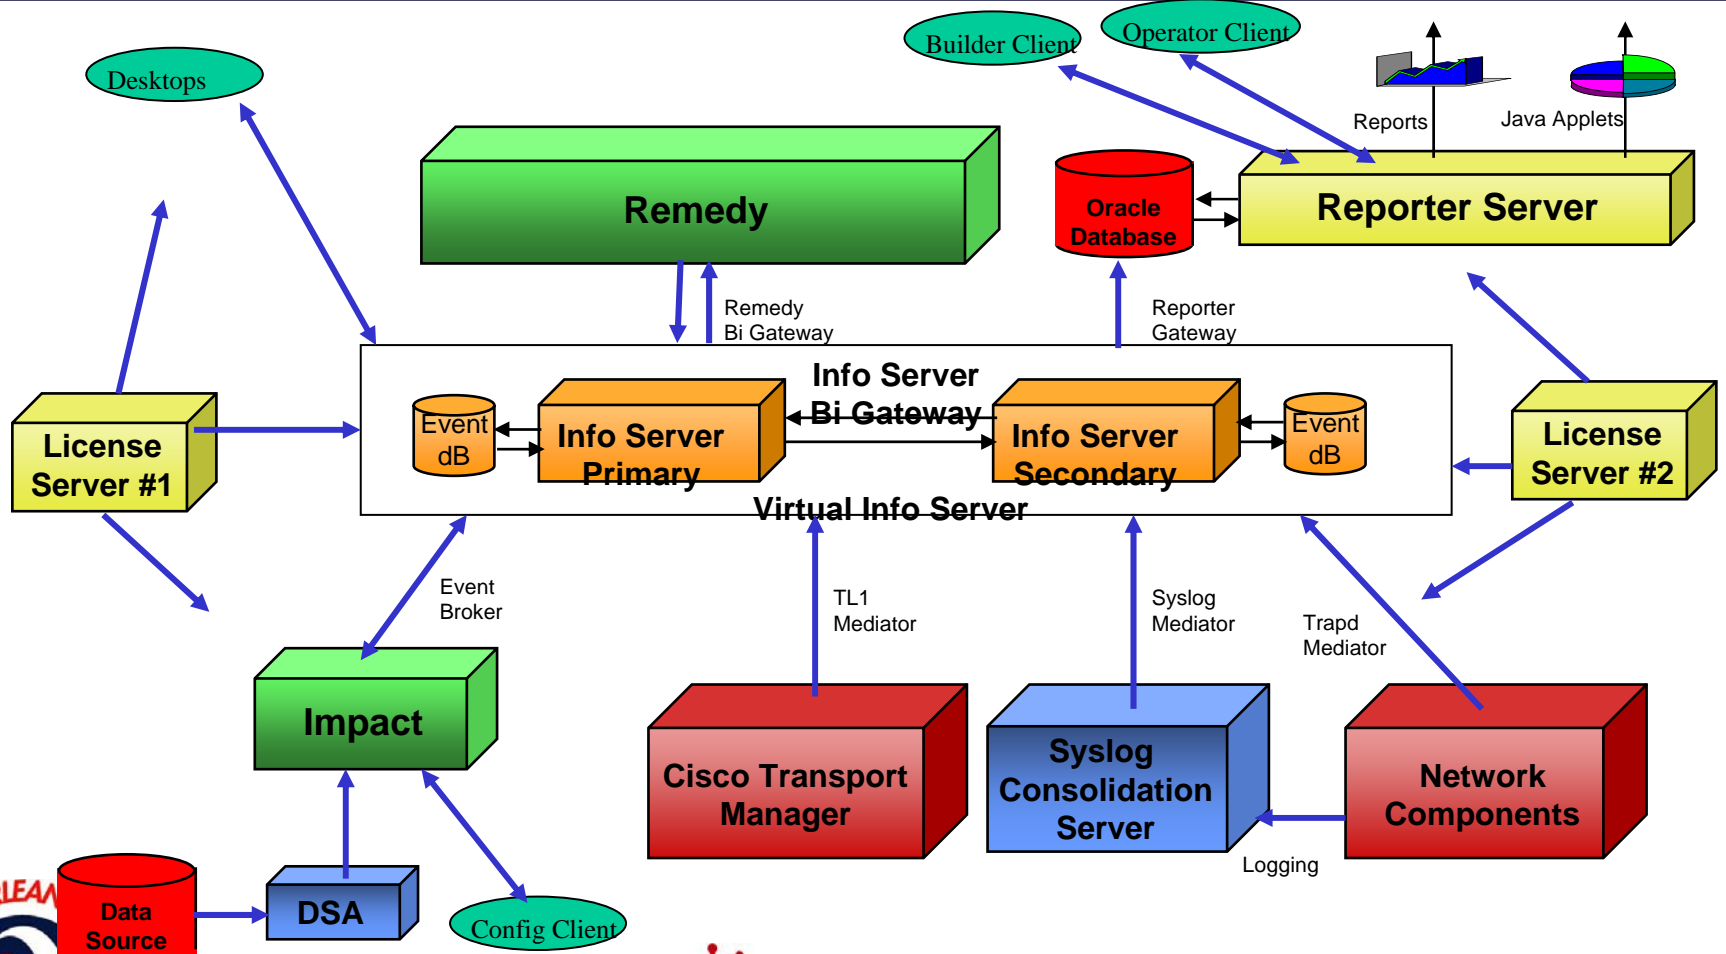 Builder Client
Operator Client
Desktops
Reports
Java Applets
Remedy
Oracle
Database
Reporter Server
Remedy
Bi Gateway
Reporter
Gateway
Info Server
Bi Gateway
Event
dB
Info Server
Primary
Info Server
Secondary
Event
dB
License
Server #1
License
Server #2
Virtual Info Server
Event
Broker
TL1
Mediator
Syslog
Mediator
Trapd
Mediator
Impact
Cisco Transport
Manager
Syslog
Consolidation
Server
Network
Components
Logging
Data
Source
DSA
Config Client